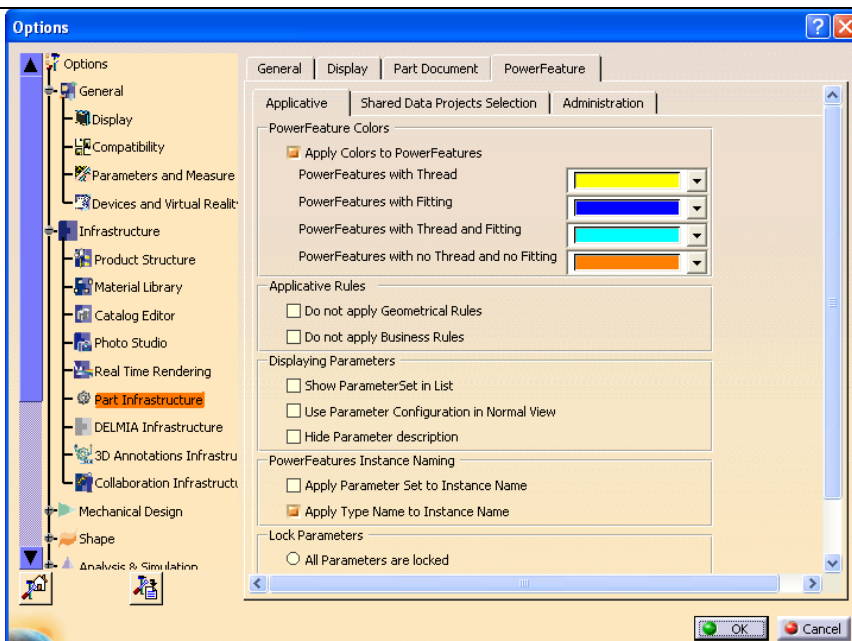 Options
Options
General
Display
Compatibility
Parameters and Measure
Devices and Virtual Realit
Infrastructure
Product Structure
Material Library
Catalog Editor
Photo Studio
Real Time Rendering
Part Infrastructure
DELMIA Infrastructure
3D Annotations Infrastru
Collaboration Infrastructu
Mechanical Design
Shape
Analysis & Simulation
General Display Part Document PowerFeature
Applicative Shared Data Projects Selection Administration
PowerFeature Colors
Apply Colors to PowerFeatures
PowerFeatures with Thread
PowerFeatures with Fitting
PowerFeatures with Thread and Fitting
PowerFeatures with no Thread and no Fitting
Applicative Rules
Do not apply Geometrical Rules
Do not apply Business Rules
Displaying Parameters
Show ParameterSet in List
Use Parameter Configuration in Normal View
Hide Parameter description
PowerFeatures Instance Naming
Apply Parameter Set to Instance Name
Apply Type Name to Instance Name
Lock Parameters
All Parameters are locked
OK Cancel